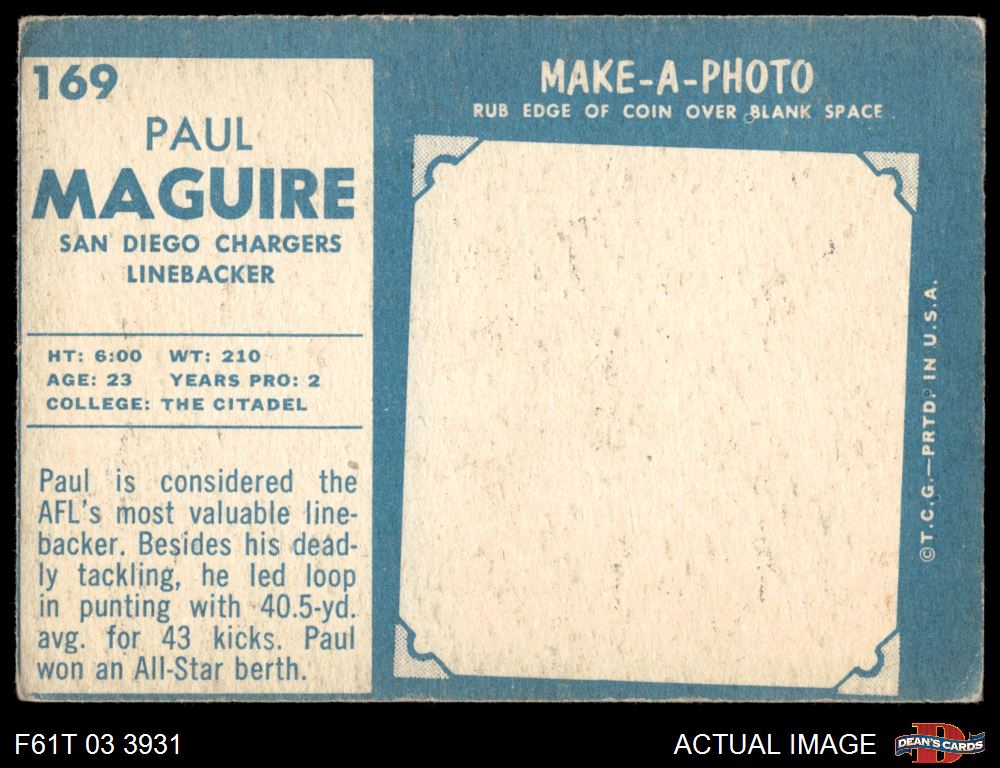 169
PAUL
MAGUIRE
SAN DIEGO CHARGERS
LINEBACKER
HT: 6:00 WT: 210
AGE: 23 YEARS PRO: 2
COLLEGE: THE CITADEL
Paul is considered the
AFL's most valuable line-
backer. Besides his dead-
ly tackling, he led loop
in punting with 40.5-yd.
avg. for 43 kicks. Paul
won an All-Star berth.
MAKE-A-PHOTO
RUB EDGE OF COIN OVER BLANK SPACE
©T.C.G.—PRTD. IN U.S.A.
F61T 03 3931
ACTUAL IMAGE
DEAN'S CARDS